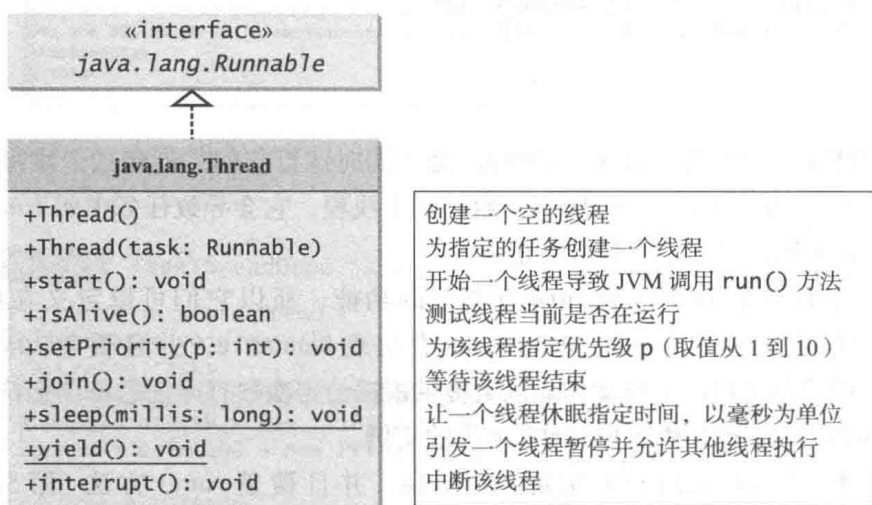 «interface»
java.lang.Runnable
java.lang.Thread
+Thread()
创建一个空的线程
+Thread(task: Runnable)
为指定的任务创建一个线程
+start(): void
开始一个线程导致 JVM 调用 run() 方法
+isAlive(): boolean
测试线程当前是否在运行
+setPriority(p: int): void
为该线程指定优先级 p（取值从 1 到 10）
+join(): void
等待该线程结束
+sleep(millis: long): void
让一个线程休眠指定时间，以毫秒为单位
+yield(): void
引发一个线程暂停并允许其他线程执行
+interrupt(): void
中断该线程